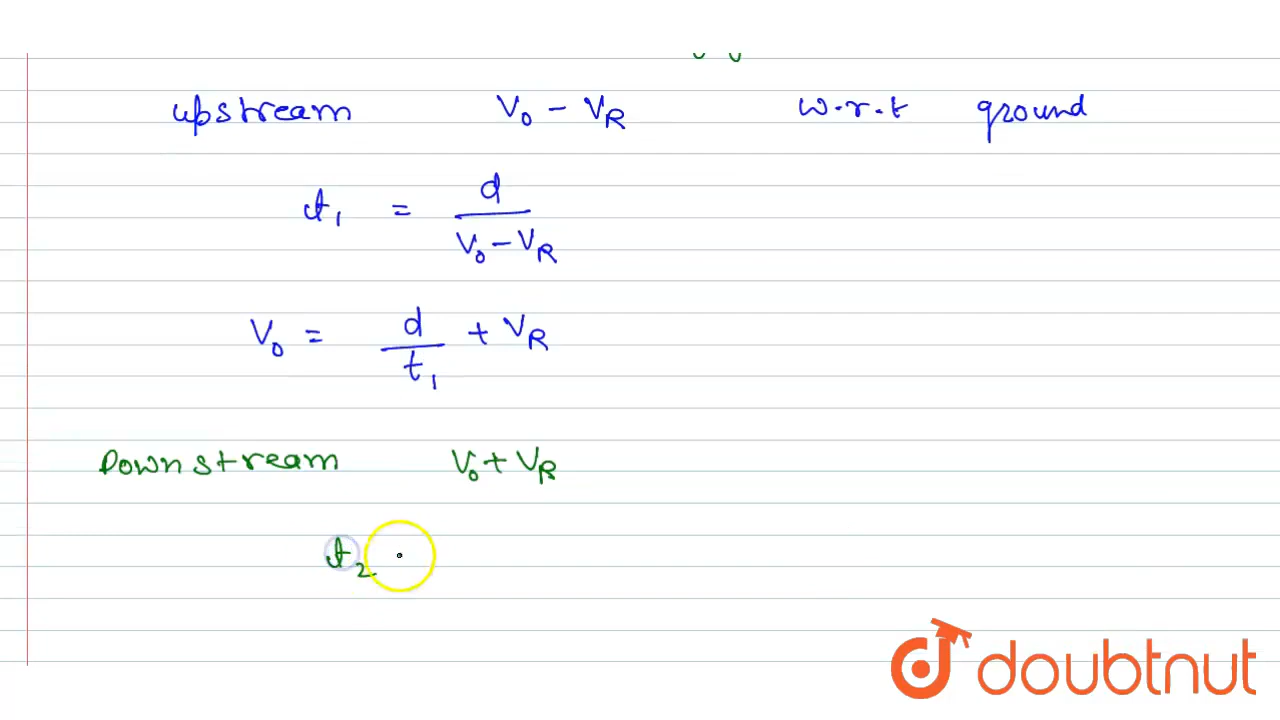 upstream V₀ − V_R w.r.t ground
t₁ = d / (V₀ − V_R)
V₀ = d / t₁ + V_R
Downstream V₀ + V_R
t₂
doubtnut